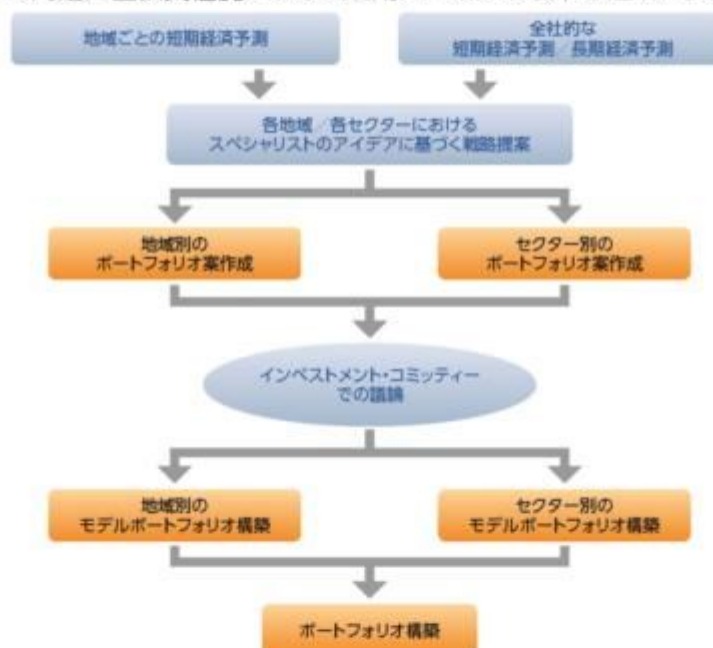 地域ごとの短期経済予測
全社的な
短期経済予測／長期経済予測
各地域／各セクターにおける
スペシャリストのアイデアに基づく戦略提案
地域別の
ポートフォリオ案作成
セクター別の
ポートフォリオ案作成
インベストメント・コミッティー
での議論
地域別の
モデルポートフォリオ構築
セクター別の
モデルポートフォリオ構築
ポートフォリオ構築